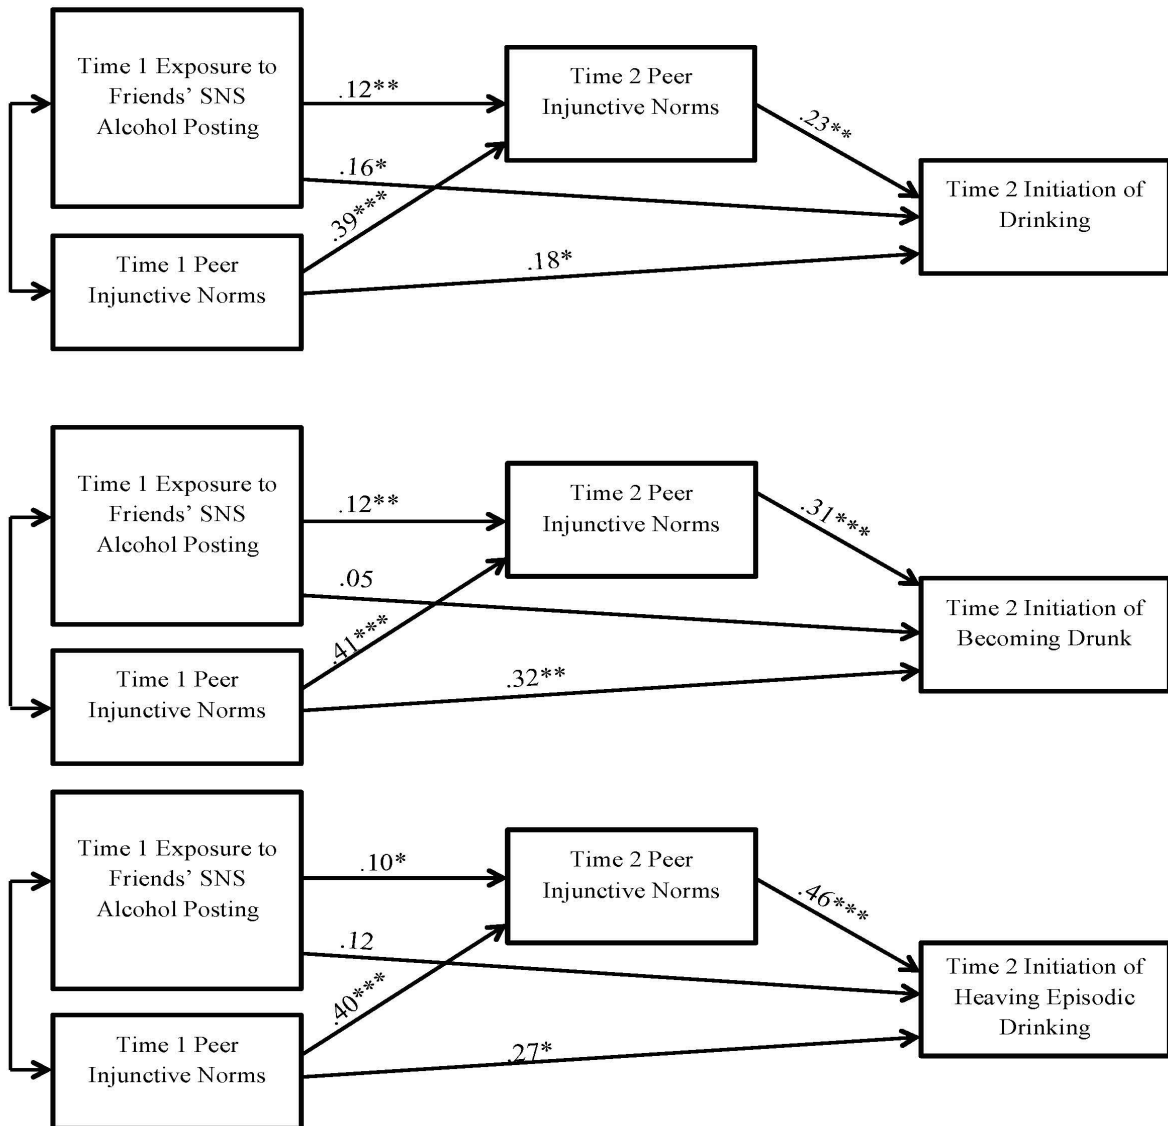 Time 1 Exposure to
Friends’ SNS
Alcohol Posting
.12**
Time 2 Peer
Injunctive Norms
.23**
.16*
.39***
Time 2 Initiation of
Drinking
Time 1 Peer
Injunctive Norms
.18*
Time 1 Exposure to
Friends’ SNS
Alcohol Posting
.12**
Time 2 Peer
Injunctive Norms
.31***
.05
.41***
Time 2 Initiation of
Becoming Drunk
Time 1 Peer
Injunctive Norms
.32**
Time 1 Exposure to
Friends’ SNS
Alcohol Posting
.10*
Time 2 Peer
Injunctive Norms
.46***
.12
.40***
Time 2 Initiation of
Heaving Episodic
Drinking
Time 1 Peer
Injunctive Norms
.27*